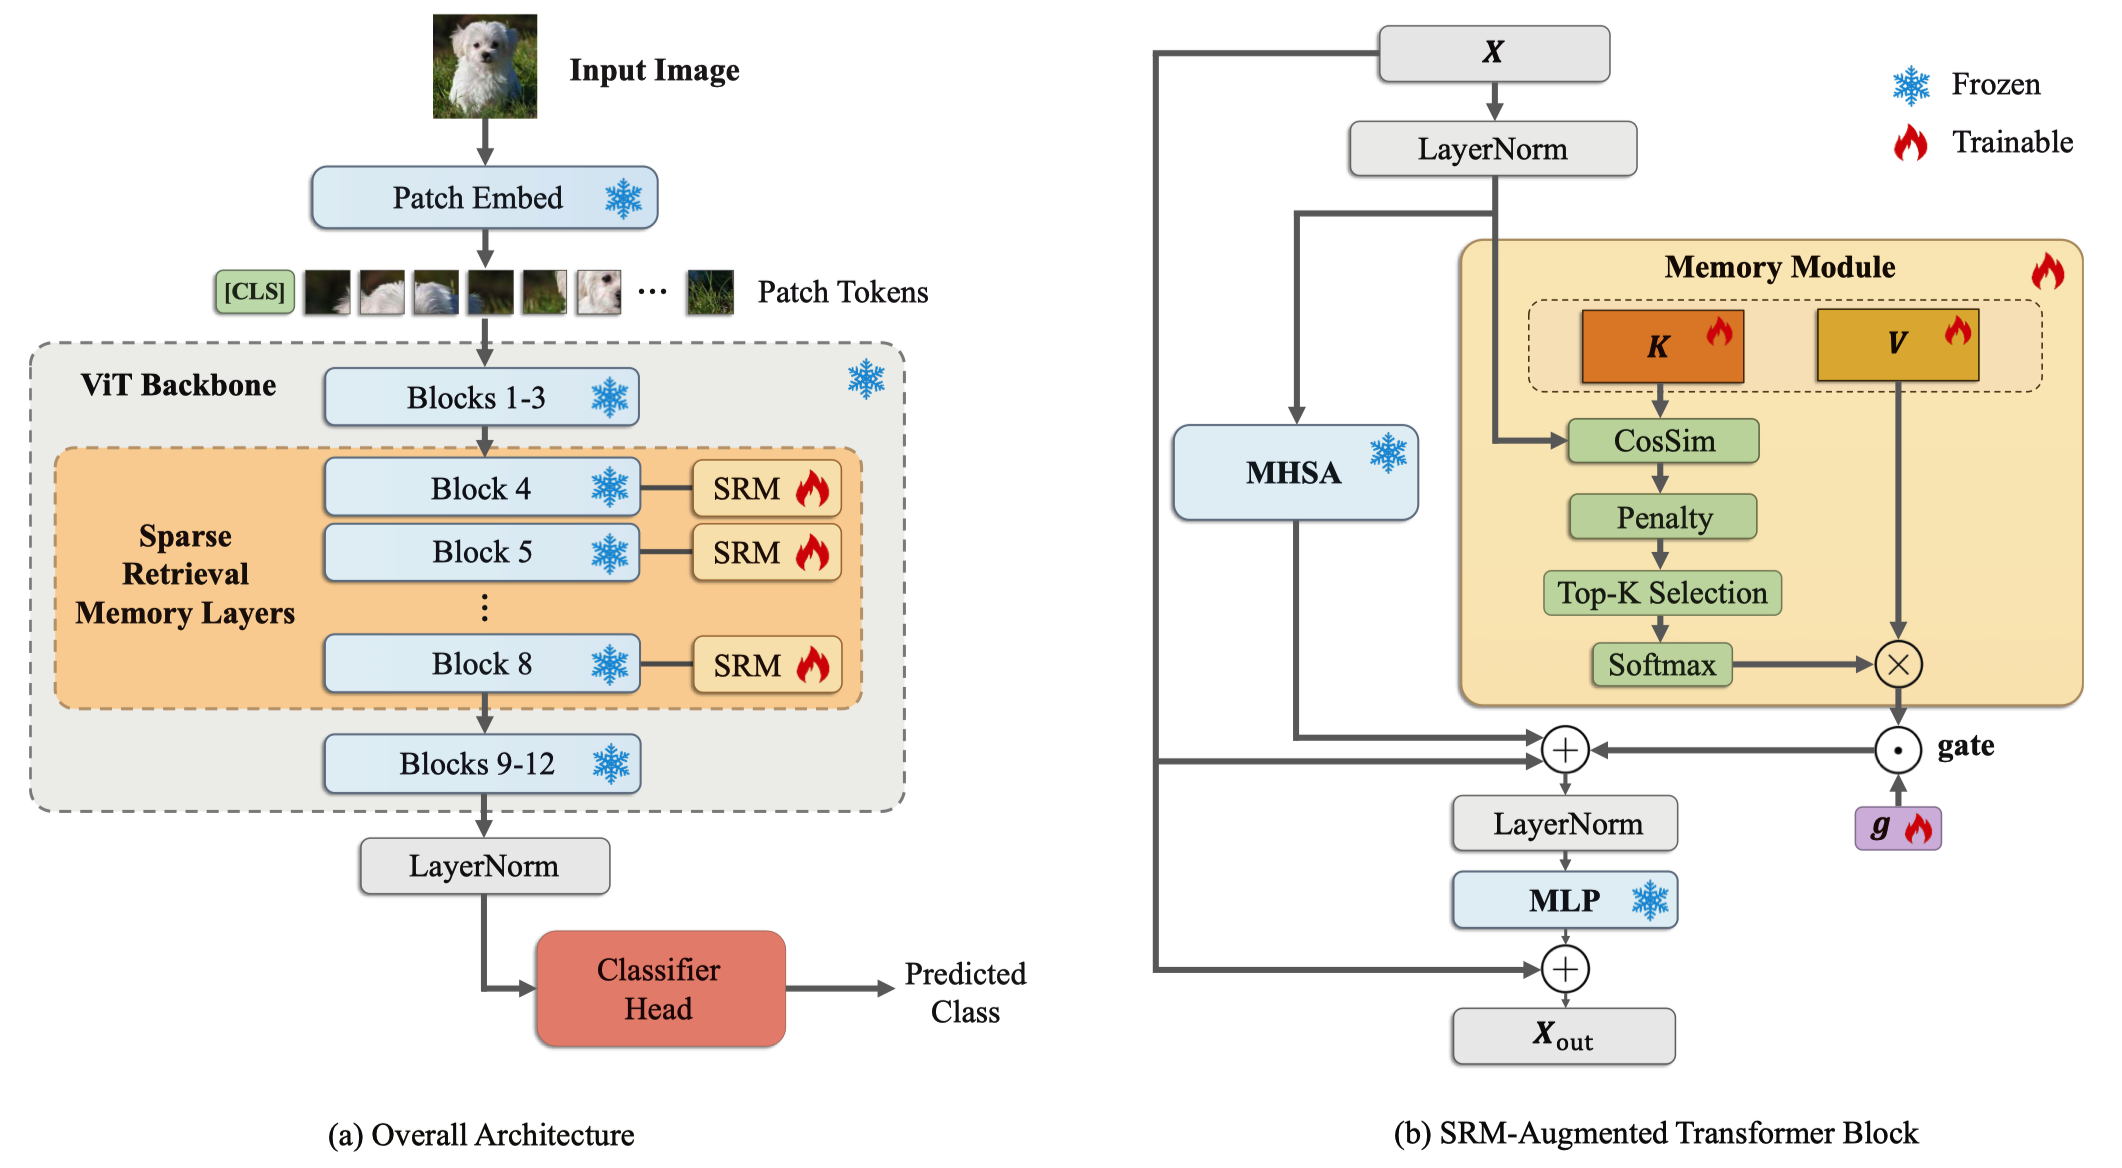 Input Image
Patch Embed
[CLS]
...
Patch Tokens
ViT Backbone
Blocks 1-3
Sparse
Retrieval
Memory Layers
Block 4
SRM
Block 5
SRM
⋮
Block 8
SRM
Blocks 9-12
LayerNorm
Classifier
Head
Predicted
Class
(a) Overall Architecture
X
Frozen
Trainable
LayerNorm
Memory Module
K
V
MHSA
CosSim
Penalty
Top-K Selection
Softmax
×
+
·
gate
g
LayerNorm
MLP
+
X_out
(b) SRM-Augmented Transformer Block